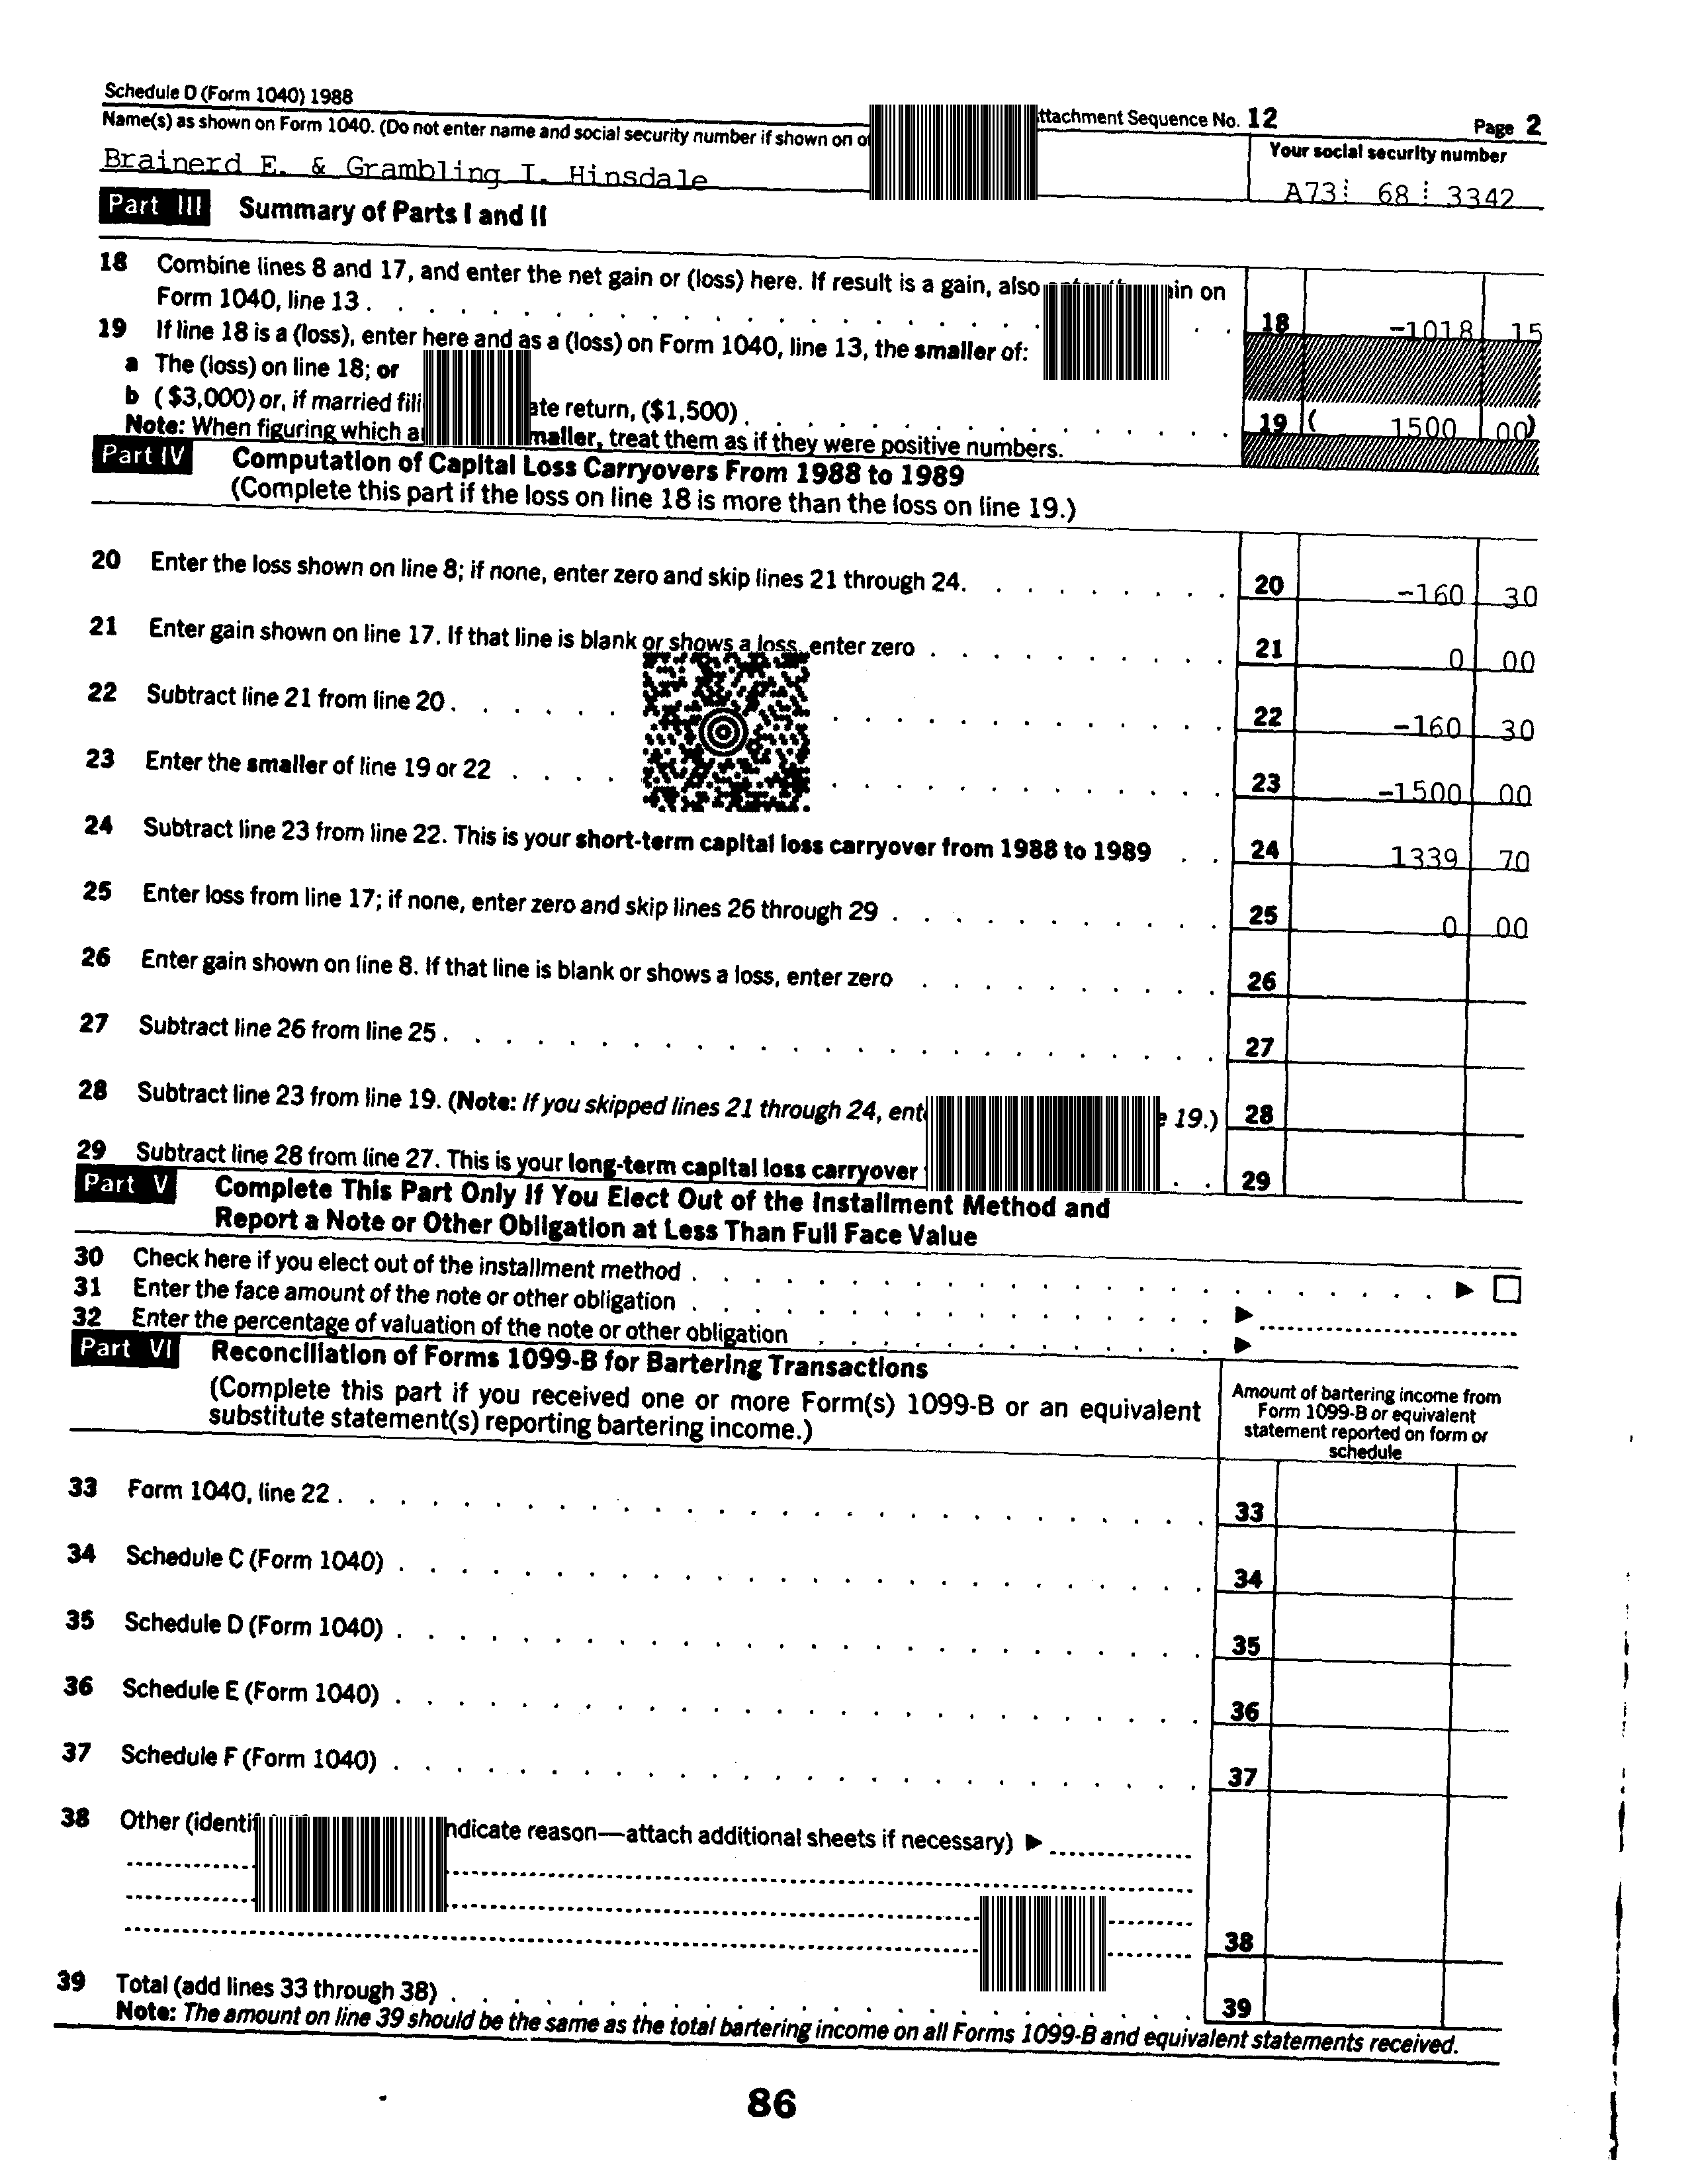 Schedule D (Form 1040) 1988
ttachment Sequence No. 12 Page 2
Name(s) as shown on Form 1040. (Do not enter name and social security number if shown on
Your social security number
Brainerd E. & Grambling I. Hinsdale
A73 68 3342
Part III Summary of Parts I and II
18 Combine lines 8 and 17, and enter the net gain or (loss) here. If result is a gain, also in on
Form 1040, line 13 . . . 18 -1018 15
19 If line 18 is a (loss), enter here and as a (loss) on Form 1040, line 13, the smaller of:
a The (loss) on line 18; or
b ($3,000) or, if married fili ate return, ($1,500) . . . 19 ( 1500 00)
Note: When figuring which a maller, treat them as if they were positive numbers.
Part IV Computation of Capital Loss Carryovers From 1988 to 1989
(Complete this part if the loss on line 18 is more than the loss on line 19.)
20 Enter the loss shown on line 8; if none, enter zero and skip lines 21 through 24. . . . 20 -160 30
21 Enter gain shown on line 17. If that line is blank or shows a loss, enter zero . . . 21 0 00
22 Subtract line 21 from line 20 . . . 22 -160 30
23 Enter the smaller of line 19 or 22 . . . 23 -1500 00
24 Subtract line 23 from line 22. This is your short-term capital loss carryover from 1988 to 1989 . . 24 1339 70
25 Enter loss from line 17; if none, enter zero and skip lines 26 through 29 . . . 25 0 00
26 Enter gain shown on line 8. If that line is blank or shows a loss, enter zero . . . 26
27 Subtract line 26 from line 25 . . . 27
28 Subtract line 23 from line 19. (Note: If you skipped lines 21 through 24, ent 19.) 28
29 Subtract line 28 from line 27. This is your long-term capital loss carryover . . 29
Part V Complete This Part Only If You Elect Out of the Installment Method and
Report a Note or Other Obligation at Less Than Full Face Value
30 Check here if you elect out of the installment method . . . ▶ ☐
31 Enter the face amount of the note or other obligation . . . ▶
32 Enter the percentage of valuation of the note or other obligation . . . ▶
Part VI Reconciliation of Forms 1099-B for Bartering Transactions
(Complete this part if you received one or more Form(s) 1099-B or an equivalent
substitute statement(s) reporting bartering income.)
Amount of bartering income from
Form 1099-B or equivalent
statement reported on form or
schedule
33 Form 1040, line 22 . . . 33
34 Schedule C (Form 1040) . . . 34
35 Schedule D (Form 1040) . . . 35
36 Schedule E (Form 1040) . . . 36
37 Schedule F (Form 1040) . . . 37
38 Other (identif ndicate reason—attach additional sheets if necessary) ▶
38
39 Total (add lines 33 through 38) . . . 39
Note: The amount on line 39 should be the same as the total bartering income on all Forms 1099-B and equivalent statements received.
86